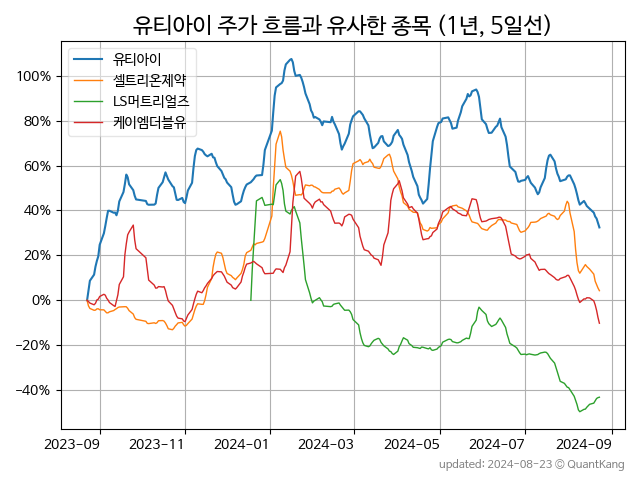 유티아이 주가 흐름과 유사한 종목 (1년, 5일선)
유티아이
셀트리온제약
LS머트리얼즈
케이엠더블유
100%
80%
60%
40%
20%
0%
−20%
−40%
2023-09 2023-11 2024-01 2024-03 2024-05 2024-07 2024-09
updated: 2024-08-23 © QuantKang